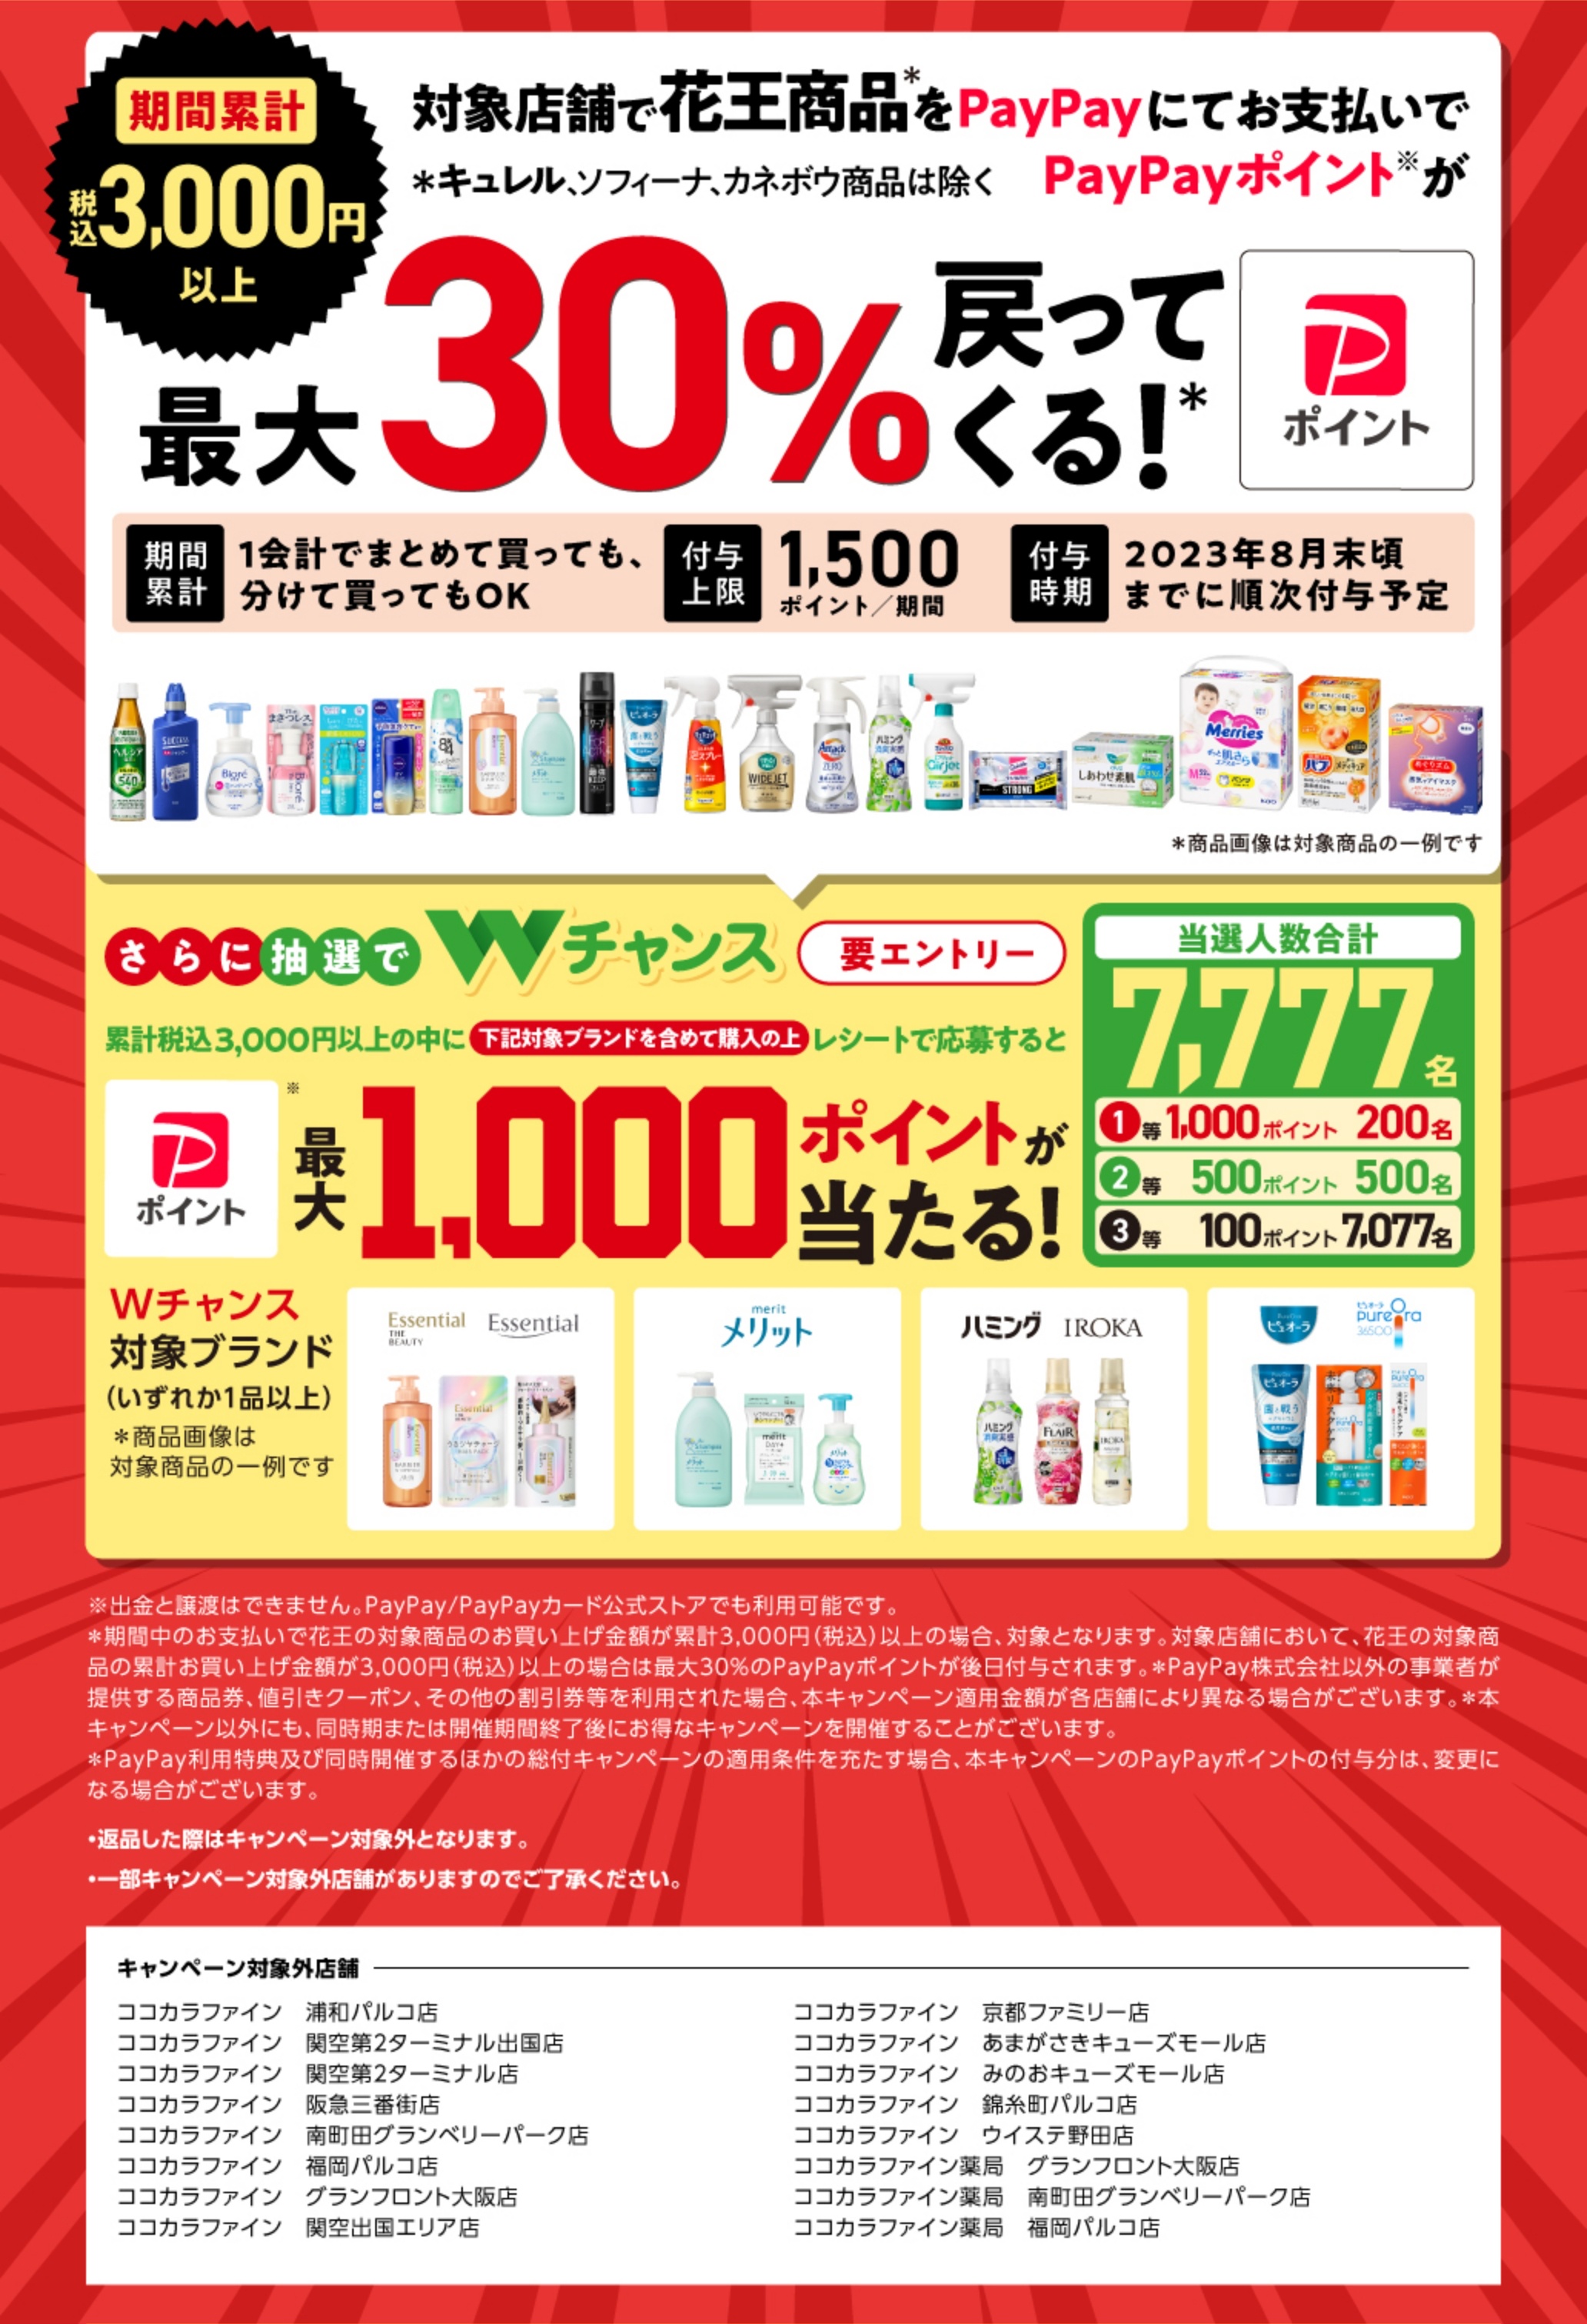 期間累計
税込3,000円
以上
対象店舗で花王商品*をPayPayにてお支払いで
*キュレル、ソフィーナ、カネボウ商品は除く
PayPayポイント※が
最大30%戻ってくる!*
ポイント
期間累計
1会計でまとめて買っても、
分けて買ってもOK
付与上限
1,500
ポイント/期間
付与時期
2023年8月末頃
までに順次付与予定
*商品画像は対象商品の一例です
さらに抽選でWチャンス
要エントリー
累計税込3,000円以上の中に下記対象ブランドを含めて購入の上レシートで応募すると
ポイント
※
最大1,000ポイントが
当たる!
当選人数合計
7,777名
1等 1,000ポイント 200名
2等 500ポイント 500名
3等 100ポイント 7,077名
Wチャンス
対象ブランド
(いずれか1品以上)
*商品画像は
対象商品の一例です
Essential
THE
BEAUTY
Essential
merit
メリット
ハミング IROKA
ピュオーラ
ピュオーラ
pureOra
36500
※出金と譲渡はできません。PayPay/PayPayカード公式ストアでも利用可能です。
*期間中のお支払いで花王の対象商品のお買い上げ金額が累計3,000円(税込)以上の場合、対象となります。対象店舗において、花王の対象商
品の累計お買い上げ金額が3,000円(税込)以上の場合は最大30%のPayPayポイントが後日付与されます。*PayPay株式会社以外の事業者が
提供する商品券、値引きクーポン、その他の割引券等を利用された場合、本キャンペーン適用金額が各店舗により異なる場合がございます。*本
キャンペーン以外にも、同時期または開催期間終了後にお得なキャンペーンを開催することがございます。
*PayPay利用特典及び同時開催するほかの総付キャンペーンの適用条件を充たす場合、本キャンペーンのPayPayポイントの付与分は、変更に
なる場合がございます。
・返品した際はキャンペーン対象外となります。
・一部キャンペーン対象外店舗がありますのでご了承ください。
キャンペーン対象外店舗
ココカラファイン 浦和パルコ店
ココカラファイン 関空第2ターミナル出国店
ココカラファイン 関空第2ターミナル店
ココカラファイン 阪急三番街店
ココカラファイン 南町田グランベリーパーク店
ココカラファイン 福岡パルコ店
ココカラファイン グランフロント大阪店
ココカラファイン 関空出国エリア店
ココカラファイン 京都ファミリー店
ココカラファイン あまがさきキューズモール店
ココカラファイン みのおキューズモール店
ココカラファイン 錦糸町パルコ店
ココカラファイン ウイステ野田店
ココカラファイン薬局 グランフロント大阪店
ココカラファイン薬局 南町田グランベリーパーク店
ココカラファイン薬局 福岡パルコ店